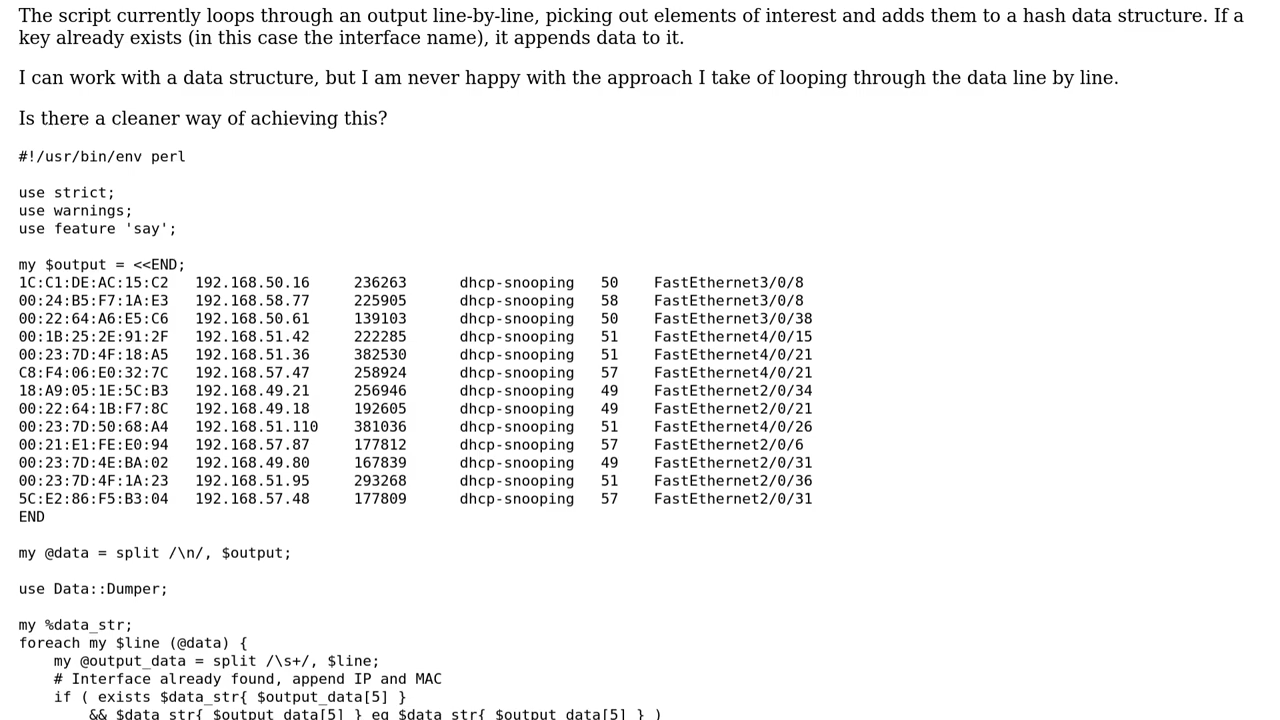 The script currently loops through an output line-by-line, picking out elements of interest and adds them to a hash data structure. If a
key already exists (in this case the interface name), it appends data to it.
I can work with a data structure, but I am never happy with the approach I take of looping through the data line by line.
Is there a cleaner way of achieving this?
#!/usr/bin/env perl
use strict;
use warnings;
use feature 'say';
my $output = <<END;
1C:C1:DE:AC:15:C2   192.168.50.16     236263      dhcp-snooping   50    FastEthernet3/0/8
00:24:B5:F7:1A:E3   192.168.58.77     225905      dhcp-snooping   58    FastEthernet3/0/8
00:22:64:A6:E5:C6   192.168.50.61     139103      dhcp-snooping   50    FastEthernet3/0/38
00:1B:25:2E:91:2F   192.168.51.42     222285      dhcp-snooping   51    FastEthernet4/0/15
00:23:7D:4F:18:A5   192.168.51.36     382530      dhcp-snooping   51    FastEthernet4/0/21
C8:F4:06:E0:32:7C   192.168.57.47     258924      dhcp-snooping   57    FastEthernet4/0/21
18:A9:05:1E:5C:B3   192.168.49.21     256946      dhcp-snooping   49    FastEthernet2/0/34
00:22:64:1B:F7:8C   192.168.49.18     192605      dhcp-snooping   49    FastEthernet2/0/21
00:23:7D:50:68:A4   192.168.51.110    381036      dhcp-snooping   51    FastEthernet4/0/26
00:21:E1:FE:E0:94   192.168.57.87     177812      dhcp-snooping   57    FastEthernet2/0/6
00:23:7D:4E:BA:02   192.168.49.80     167839      dhcp-snooping   49    FastEthernet2/0/31
00:23:7D:4F:1A:23   192.168.51.95     293268      dhcp-snooping   51    FastEthernet2/0/36
5C:E2:86:F5:B3:04   192.168.57.48     177809      dhcp-snooping   57    FastEthernet2/0/31
END
my @data = split /\n/, $output;
use Data::Dumper;
my %data_str;
foreach my $line (@data) {
    my @output_data = split /\s+/, $line;
    # Interface already found, append IP and MAC
    if ( exists $data_str{ $output_data[5] }
        && $data_str{ $output_data[5] } eq $data_str{ $output_data[5] } )